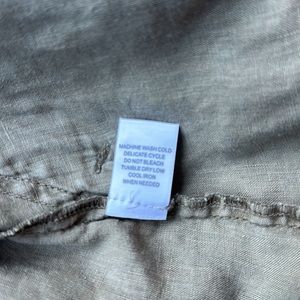 MACHINE WASH COLD
DELICATE CYCLE
DO NOT BLEACH
TUMBLE DRY LOW
COOL IRON
WHEN NEEDED